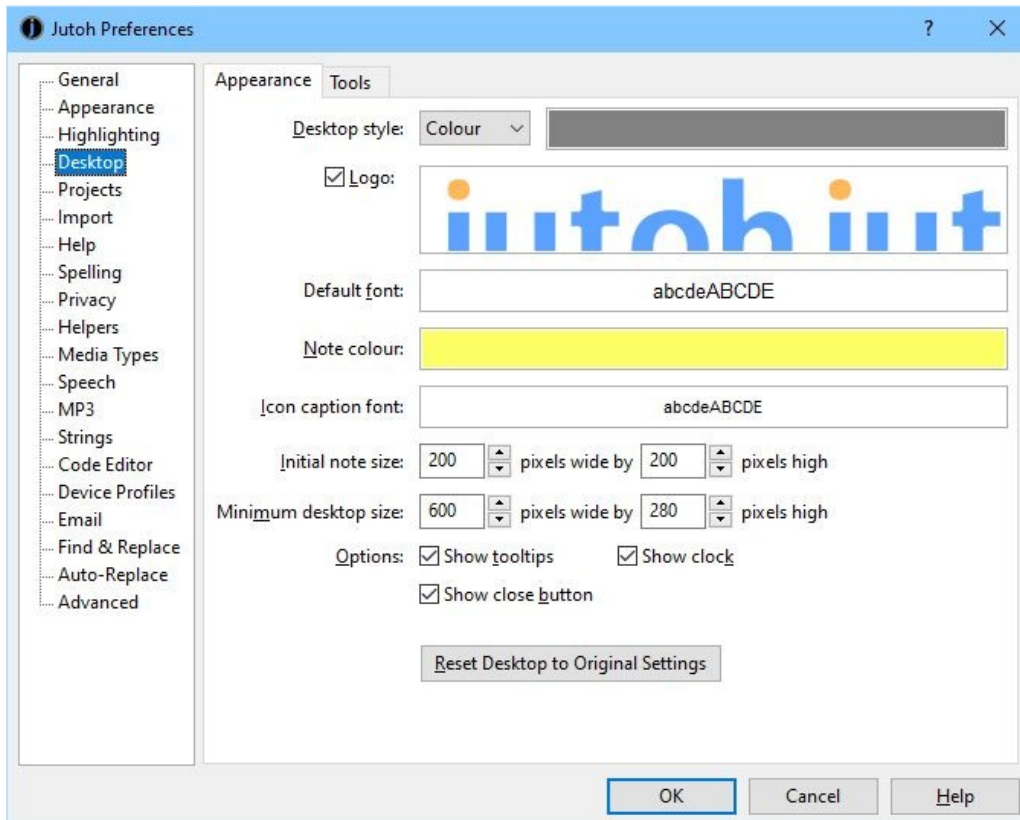 Jutoh Preferences
General
Appearance
Highlighting
Desktop
Projects
Import
Help
Spelling
Privacy
Helpers
Media Types
Speech
MP3
Strings
Code Editor
Device Profiles
Email
Find & Replace
Auto-Replace
Advanced
Appearance Tools
Desktop style: Colour
Logo: jutoh jut
Default font: abcdeABCDE
Note colour:
Icon caption font: abcdeABCDE
Initial note size: 200 pixels wide by 200 pixels high
Minimum desktop size: 600 pixels wide by 280 pixels high
Options: Show tooltips Show clock
Show close button
Reset Desktop to Original Settings
OK Cancel Help